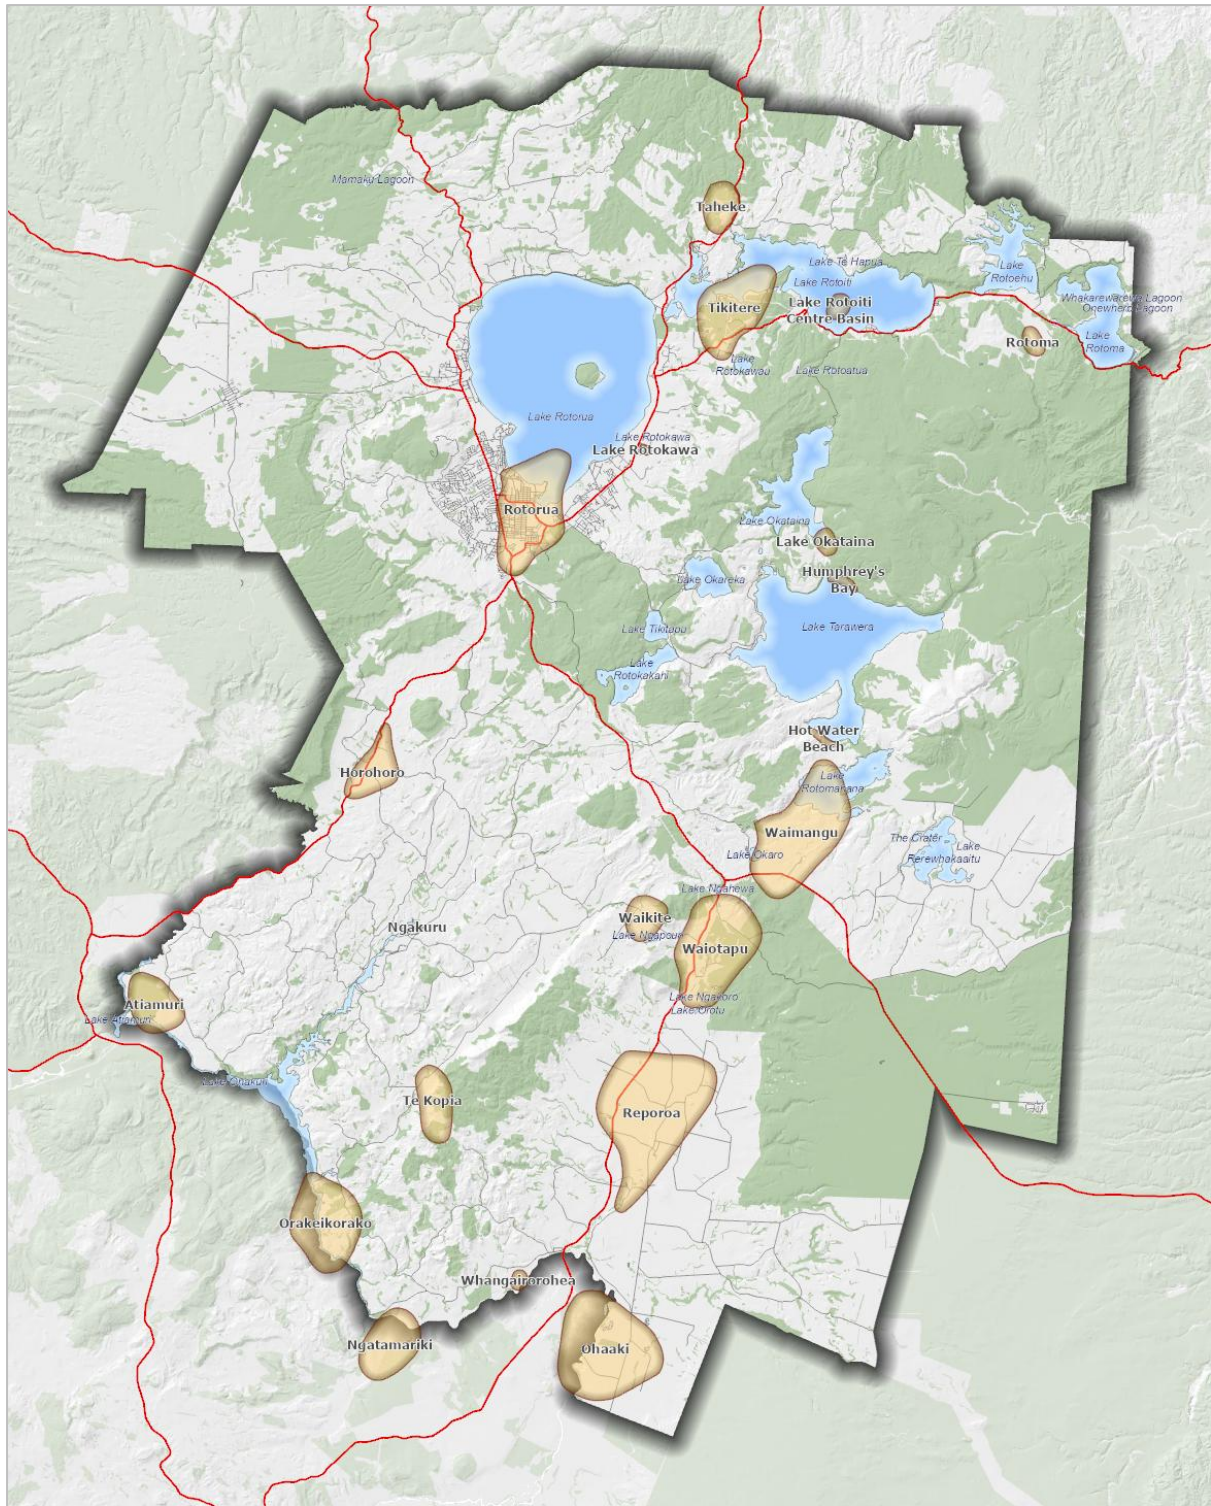 Mamaku Lagoon
Taheke
Lake Te Hapua
Lake
Rotoehu
Lake Rotoiti
Tikitere
Lake Rotoiti
Centre Basin
Whakarewarewa Lagoon
Onewhero Lagoon
Rotoma
Lake
Rotoma
Lake
Rotokawau
Lake Rotoatua
Lake Rotorua
Lake Rotokawa
Lake Rotokawa
Rotorua
Lake Okataina
Lake Okataina
Humphrey's
Bay
Lake Okareka
Lake Tikitapu
Lake Tarawera
Lake
Rotokakahi
Hot Water
Beach
Horohoro
Lake
Rotomahana
Waimangu
The Crater
Lake
Rerewhakaaitu
Lake Okaro
Lake Ngahewa
Waikite
Ngakuru
Lake Ngapouri
Waiotapu
Atiamuri
Lake Atiamuri
Lake Ngakoro
Lake Orotu
Lake Ohakuri
Te Kopia
Reporoa
Orakeikorako
Whangairorohea
Ngatamariki
Ohaaki